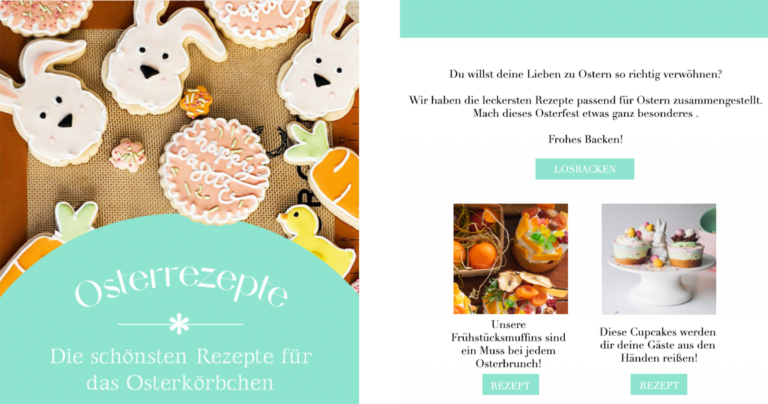 happy
easter
Osterrezepte
Die schönsten Rezepte für
das Osterkörbchen
Du willst deine Lieben zu Ostern so richtig verwöhnen?
Wir haben die leckersten Rezepte passend für Ostern zusammengestellt.
Mach dieses Osterfest etwas ganz besonderes .
Frohes Backen!
LOSBACKEN
Unsere
Frühstücksmuffins sind
ein Muss bei jedem
Osterbrunch!
REZEPT
Diese Cupcakes werden
dir deine Gäste aus den
Händen reißen!
REZEPT